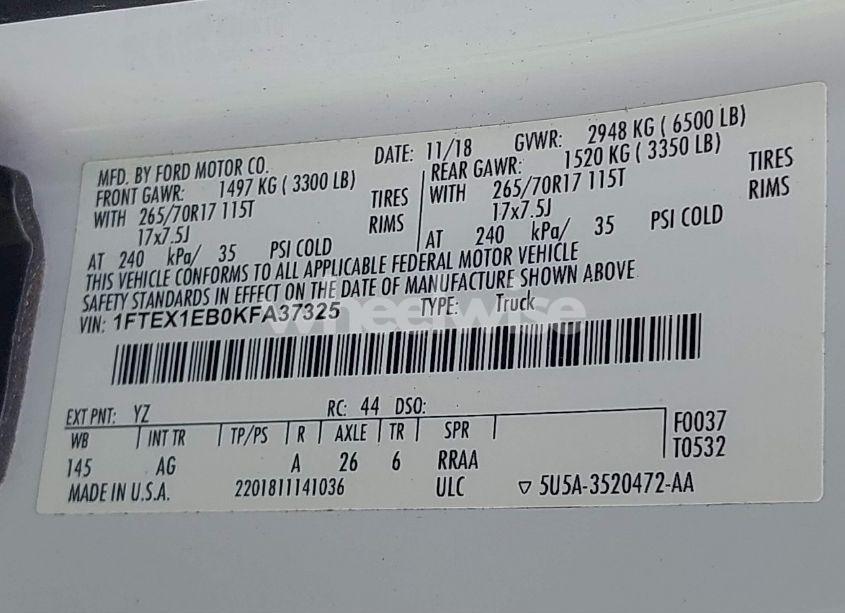 MFD. BY FORD MOTOR CO. DATE: 11/18 GVWR: 2948 KG ( 6500 LB)
FRONT GAWR: 1497 KG ( 3300 LB) REAR GAWR: 1520 KG ( 3350 LB)
WITH 265/70R17 115T TIRES WITH 265/70R17 115T TIRES
17x7.5J RIMS 17x7.5J RIMS
AT 240 kPa/ 35 PSI COLD AT 240 kPa/ 35 PSI COLD
THIS VEHICLE CONFORMS TO ALL APPLICABLE FEDERAL MOTOR VEHICLE
SAFETY STANDARDS IN EFFECT ON THE DATE OF MANUFACTURE SHOWN ABOVE
VIN: 1FTEX1EB0KFA37325 TYPE: Truck
wheelwise
EXT PNT: YZ RC: 44 DSO:
WB INT TR TP/PS R AXLE TR SPR F0037
145 AG A 26 6 RRAA T0532
MADE IN U.S.A. 2201811141036 ULC ▽ 5U5A-3520472-AA